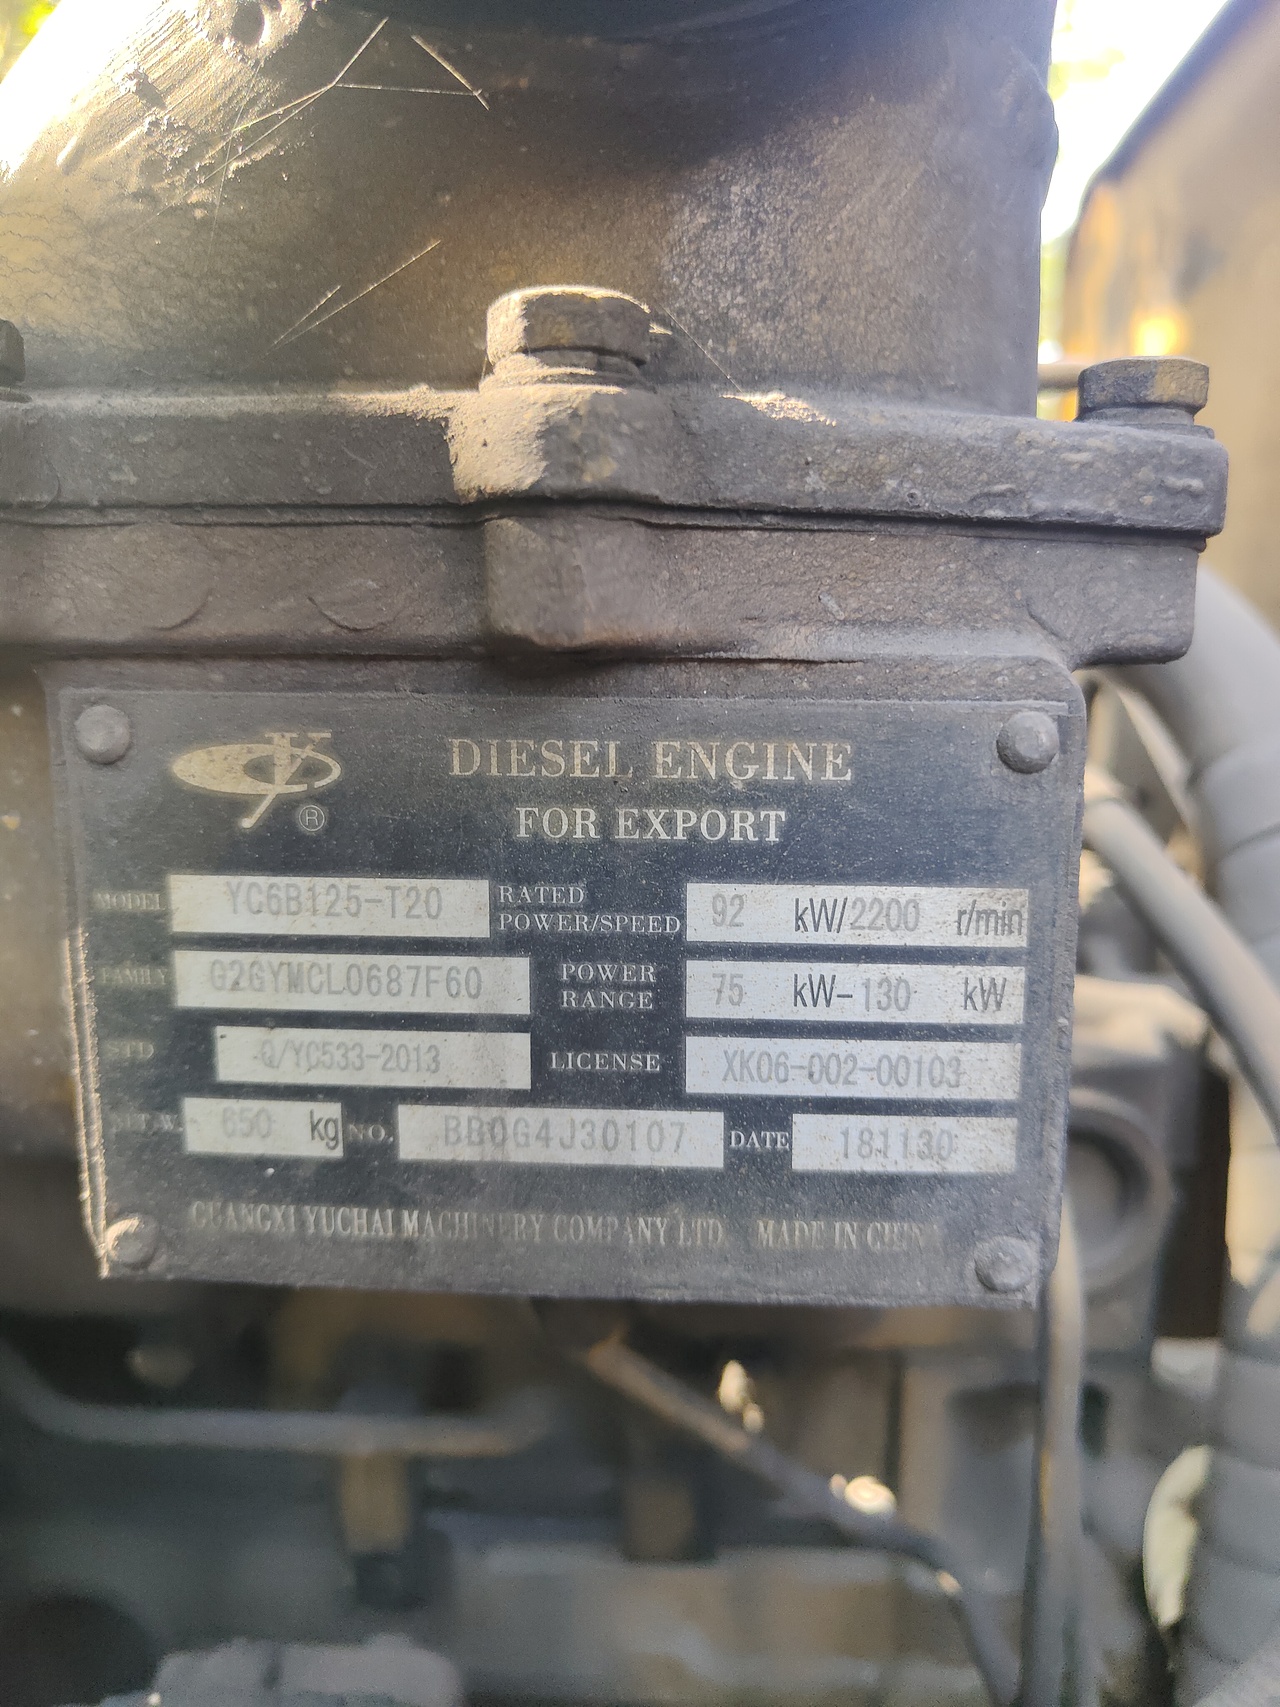 DIESEL ENGINE
®
FOR EXPORT
MODEL YC6B125-T20 RATED POWER/SPEED 92 kW/2200 r/min
FAMILY G2GYMCL0687F60 POWER RANGE 75 kW-130 kW
STD Q/YC533-2013 LICENSE XK06-002-00103
NET.W. 650 kg NO. BB0G4J30107 DATE 181130
GUANGXI YUCHAI MACHINERY COMPANY LTD. MADE IN CHINA